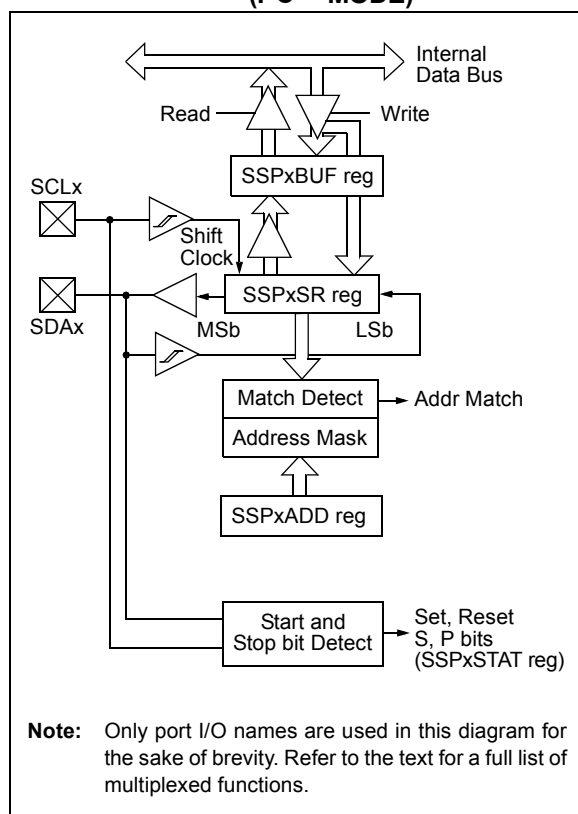 (I²C™ MODE)
Internal
Data Bus
Read
Write
SSPxBUF reg
SCLx
Shift
Clock
SSPxSR reg
SDAx
MSb
LSb
Match Detect
Addr Match
Address Mask
SSPxADD reg
Start and
Stop bit Detect
Set, Reset
S, P bits
(SSPxSTAT reg)
Note: Only port I/O names are used in this diagram for
the sake of brevity. Refer to the text for a full list of
multiplexed functions.